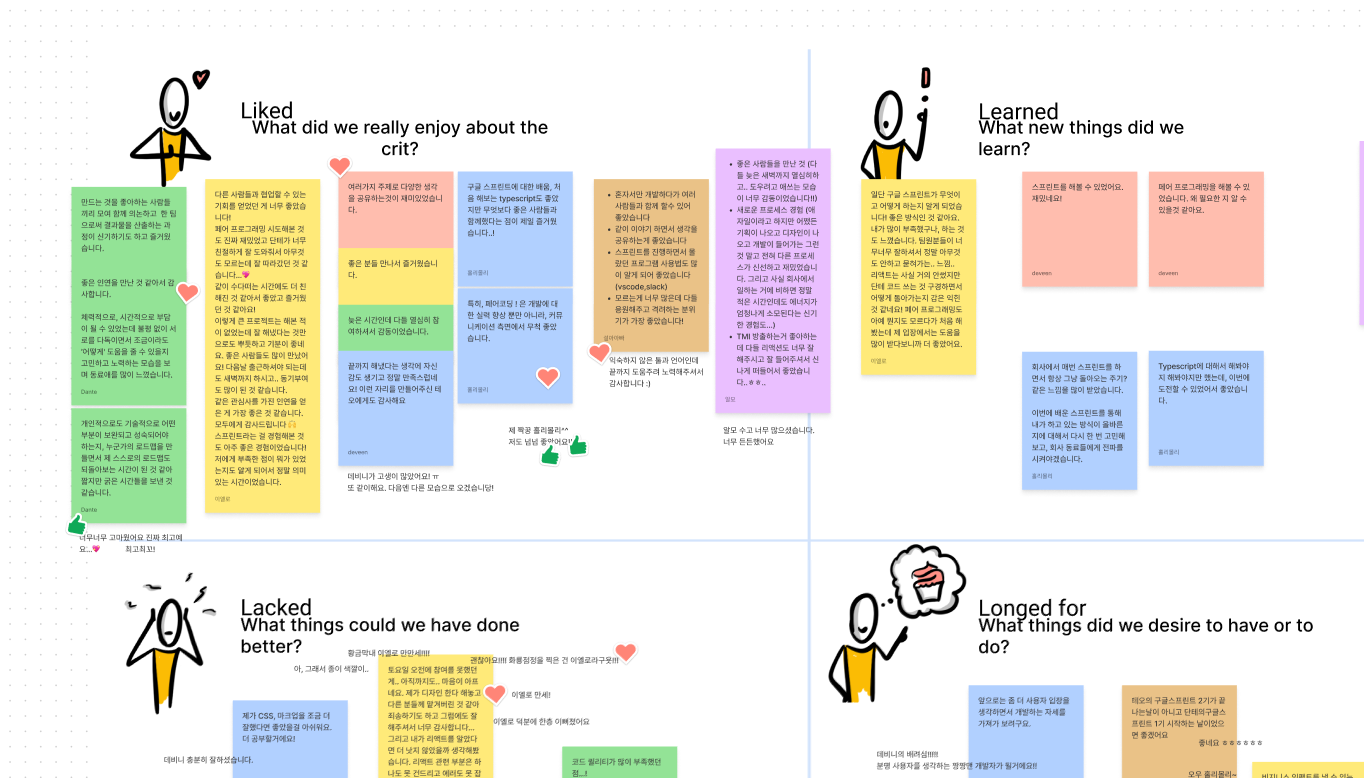 Liked
What did we really enjoy about the
crit?
만드는 것을 좋아하는 사람들
끼리 모여 함께 의논하고 한 팀
으로써 결과물을 산출하는 과
정이 신기하기도 하고 즐거웠
습니다.
좋은 인연을 만난 것 같아서 감
사합니다.
체력적으로, 시간적으로 부담
이 될 수 있었는데 불평 없이 서
로를 다독이면서 조금이라도
'어떻게' 도움을 줄 수 있을지
고민하고 노력하는 모습을 보
며 동료애를 많이 느꼈습니다.
Dante
개인적으로도 기술적으로 어떤
부분이 보완되고 성숙되어야
하는지, 누군가의 로드맵을 만
들면서 제 스스로의 로드맵도
되돌아보는 시간이 된 것 같아
짧지만 굵은 시간들을 보낸 것
같습니다.
Dante
너무너무 고마웠어요 진짜 최고예
요...💖 최고최꼬!
다른 사람들과 협업할 수 있는
기회를 얻었던 게 너무 좋았습
니다!
페어 프로그래밍 시도해본 것
도 진짜 재밌었고 단테가 너무
친절하게 잘 도와줘서 아무것
도 모르는데 잘 따라갔던 것 같
습니다...💖
같이 수다떠는 시간에도 더 친
해진 것 같아서 좋았고 즐거웠
던 것 같아요!
이렇게 큰 프로젝트는 해본 적
이 없었는데 잘 해냈다는 것만
으로도 뿌듯하고 기분이 좋네
요. 좋은 사람들도 많이 만났어
요! 다음날 출근하셔야 되는데
도 새벽까지 하시고.. 동기부여
도 많이 된 것 같습니다.
같은 관심사를 가진 인연을 얻
은 게 가장 좋은 것 같습니다.
모두에게 감사드립니다 🙌
스프린트라는 걸 경험해본 것
도 아주 좋은 경험이었습니다!
저에게 부족한 점이 뭐가 있었
는지도 알게 되어서 정말 의미
있는 시간이었습니다.
이엘로
여러가지 주제로 다양한 생각
을 공유하는것이 재미있었습니
다.
좋은 분들 만나서 즐거웠습니
다.
늦은 시간인데 다들 열심히 참
여하셔서 감동이었습니다.
끝까지 해냈다는 생각에 자신
감도 생기고 정말 만족스럽네
요! 이런 자리를 만들어주신 테
오에게도 감사해요
deveen
데비니가 고생이 많았어요! ㅠ
또 같이해요. 다음엔 다른 모습으로 오겠습니당!
구글 스프린트에 대한 배움, 처
음 해보는 typescript도 좋았
지만 무엇보다 좋은 사람들과
함께했다는 점이 제일 즐거웠
습니다..!
홀리몰리
특히, 페어코딩 ! 은 개발에 대
한 실력 향상 뿐만 아니라, 커뮤
니케이션 측면에서 무척 좋았
습니다.
홀리몰리
제 짝꿍 홀리몰리^^
저도 넘넘 좋았어요!!
혼자서만 개발하다가 여러
사람들과 함께 할수 있어
좋았습니다
같이 이야기 하면서 생각을
공유하는게 좋았습니다
스프린트를 진행하면서 몰
랐던 프로그램 사용법도 많
이 알게 되어 좋았습니다
(vscode,slack)
모르는게 너무 많은데 다들
응원해주고 격려하는 분위
기가 가장 좋았습니다!
익숙하지 않은 툴과 언어인데
끝까지 도움주려 노력해주셔서
감사합니다 :)
좋은 사람들을 만난 것 (다
들 늦은 새벽까지 열심히하
고.. 도우려고 애쓰는 모습
이 너무 감동이었습니다!!)
새로운 프로세스 경험 (애
자일이라고 하지만 어쨌든
기획이 나오고 디자인이 나
오고 개발이 들어가는 그런
것 말고 전혀 다른 프로세
스가 신선하고 재밌었습니
다. 그리고 사실 회사에서
일하는 거에 비하면 정말
적은 시간인데도 에너지가
엄청나게 소모된다는 신기
한 경험도...)
TMI 방출하는거 좋아하는
데 다들 리액션도 너무 잘
해주시고 잘 들어주셔서 신
나게 떠들어서 좋았습니
다..ㅎㅎ..
알모
알모 수고 너무 많으셨습니다.
너무 든든했어요
Learned
What new things did we
learn?
일단 구글 스프린트가 무엇이
고 어떻게 하는지 알게 되었습
니다! 좋은 방식인 것 같아요.
내가 많이 부족했구나, 하는 것
도 느꼈습니다. 팀원분들이 너
무너무 잘하셔서 정말 아무것
도 안하고 묻혀가는.. 느낌..
리액트는 사실 거의 안썼지만
단테 코드 쓰는 것 구경하면서
어떻게 돌아가는지 감은 익힌
것 같네요! 페어 프로그래밍도
아예 뭔지도 모르다가 처음 해
봤는데 제 입장에서는 도움을
많이 받다보니까 더 좋았어요.
이엘로
스프린트를 해볼 수 있었어요.
재밌네요!
deveen
페어 프로그래밍을 해볼 수 있
었습니다. 왜 필요한 지 알 수
있을것 같아요.
deveen
회사에서 매번 스프린트를 하
면서 항상 그냥 돌아오는 주기?
같은 느낌을 많이 받았습니다.
이번에 배운 스프린트를 통해
내가 하고 있는 방식이 올바른
지에 대해서 다시 한 번 고민해
보고, 회사 동료들에게 전파를
시켜야겠습니다.
홀리몰리
Typescript에 대해서 해봐야
지 해봐야지만 했는데, 이번에
도전할 수 있었어서 좋았습니
다.
홀리몰리
Lacked
What things could we have done
better?
황금막내 이엘로 만만세!!!!
아, 그래서 종이 색깔이..
괜찮아요!!!! 화룡점정을 찍은 건 이엘로라구욧!!!
이엘로 만세!
이엘로 덕분에 한층 이뻐졌어요
제가 CSS, 마크업을 조금 더
잘했다면 좋았을걸 아쉬워요.
더 공부할거에요!
데비니 충분히 잘하셨습니다.
토요일 오전에 참여를 못했던
게.. 아직까지도.. 마음이 아프
네요. 제가 디자인 한다 해놓고
다른 분들께 맡겨버린 것 같아
죄송하기도 하고 그럼에도 잘
해주셔서 너무 감사합니다...
그리고 내가 리액트를 알았다
면 더 낫지 않았을까 생각해봤
어요. 리액트 관련 부분은 하
나도 못 건드리고 에러도 못 잡
코드 퀄리티가 많이 부족했던
점...!
Longed for
What things did we desire to have or to
do?
앞으로는 좀 더 사용자 입장을
생각하면서 개발하는 자세를
가져가 보려구요.
데비니의 배려심!!!!!
분명 사용자를 생각하는 짱짱맨 개발자가 될거에요!!
테오의 구글스프린트 2기가 끝
나는날이 아니고 단테의구글스
프린트 1기 시작하는 날이었으
면 좋겠어요
좋네요 ㅎㅎㅎㅎㅎㅎ
오우 홀리몰리~